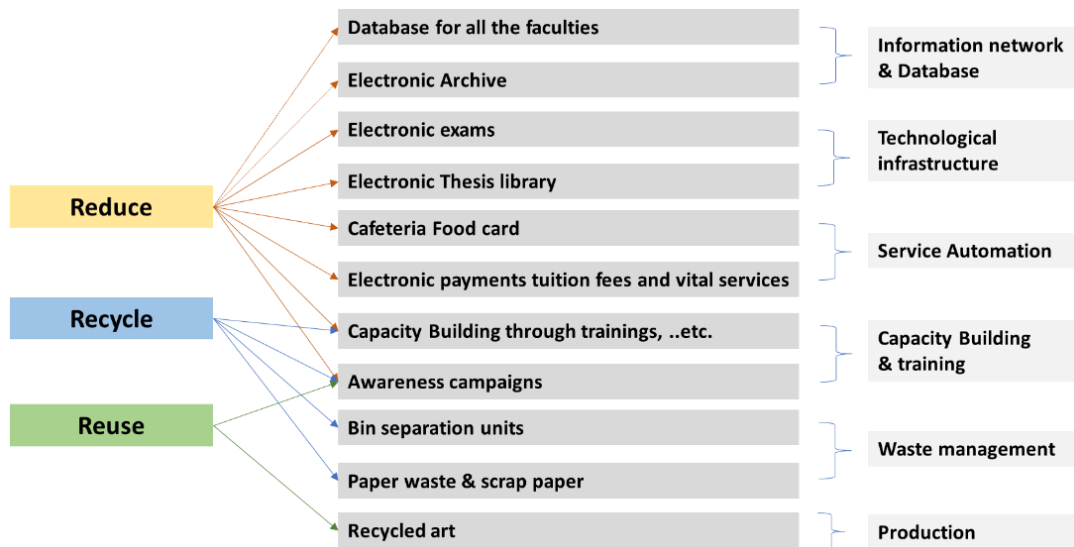 Reduce
Recycle
Reuse
Database for all the faculties
Electronic Archive
Electronic exams
Electronic Thesis library
Cafeteria Food card
Electronic payments tuition fees and vital services
Capacity Building through trainings, ..etc.
Awareness campaigns
Bin separation units
Paper waste & scrap paper
Recycled art
Information network
& Database
Technological
infrastructure
Service Automation
Capacity Building
& training
Waste management
Production